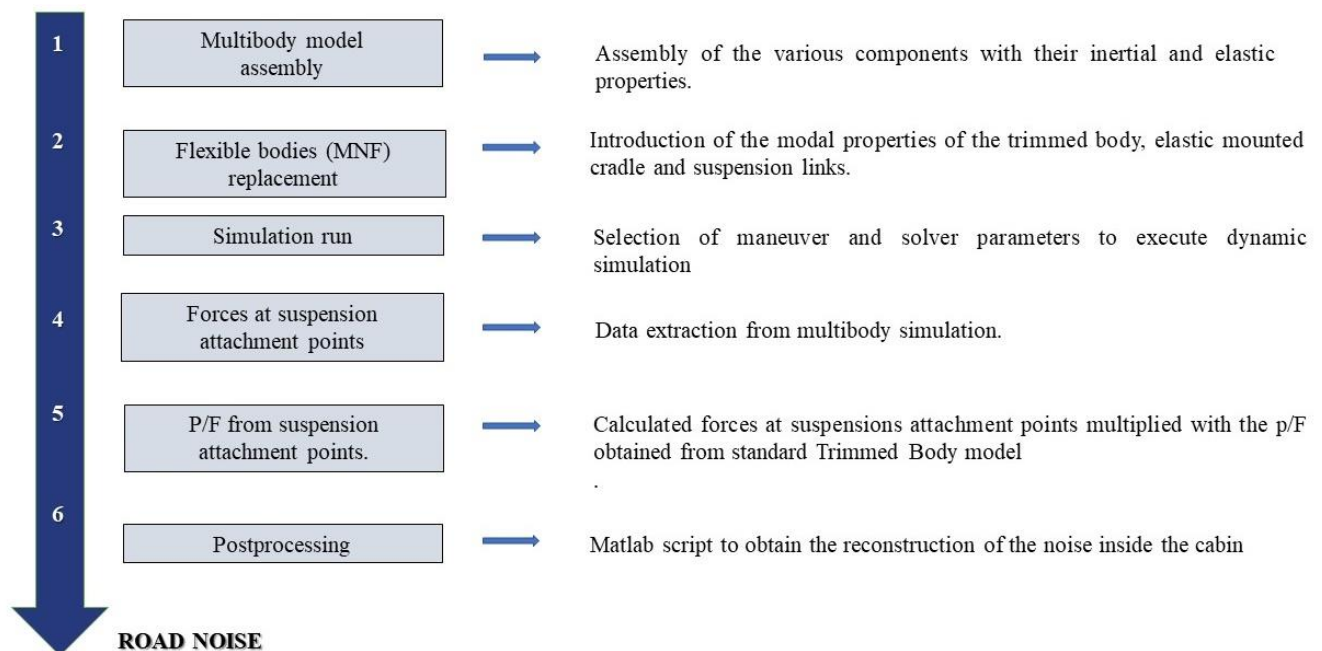 1
Multibody model
assembly
Assembly of the various components with their inertial and elastic
properties.
2
Flexible bodies (MNF)
replacement
Introduction of the modal properties of the trimmed body, elastic mounted
cradle and suspension links.
3
Simulation run
Selection of maneuver and solver parameters to execute dynamic
simulation
4
Forces at suspension
attachment points
Data extraction from multibody simulation.
5
P/F from suspension
attachment points.
Calculated forces at suspensions attachment points multiplied with the p/F
obtained from standard Trimmed Body model
.
6
Postprocessing
Matlab script to obtain the reconstruction of the noise inside the cabin
ROAD NOISE